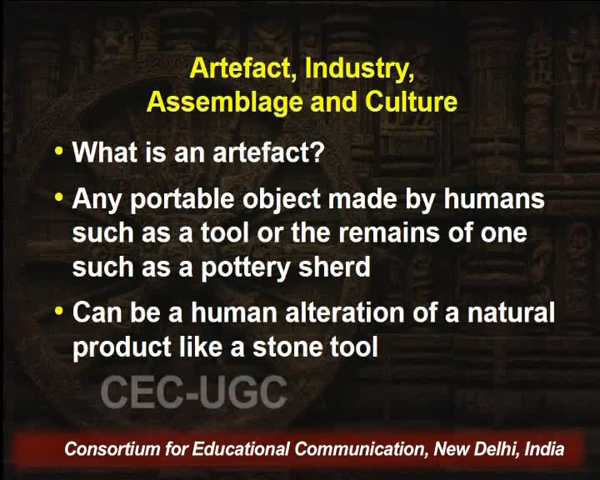 Artefact, Industry,
Assemblage and Culture
• What is an artefact?
• Any portable object made by humans
such as a tool or the remains of one
such as a pottery sherd
• Can be a human alteration of a natural
product like a stone tool
CEC-UGC
Consortium for Educational Communication, New Delhi, India